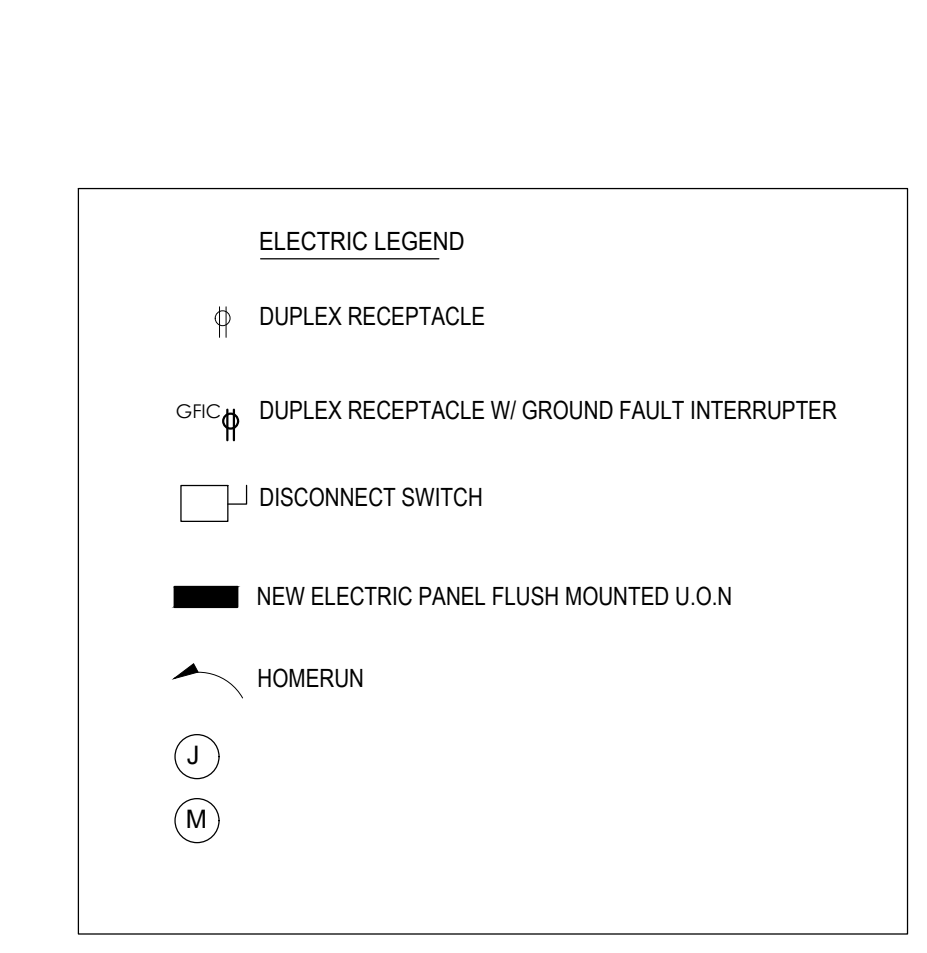 ELECTRIC LEGEND
DUPLEX RECEPTACLE
GFIC DUPLEX RECEPTACLE W/ GROUND FAULT INTERRUPTER
DISCONNECT SWITCH
NEW ELECTRIC PANEL FLUSH MOUNTED U.O.N
HOMERUN
J
M